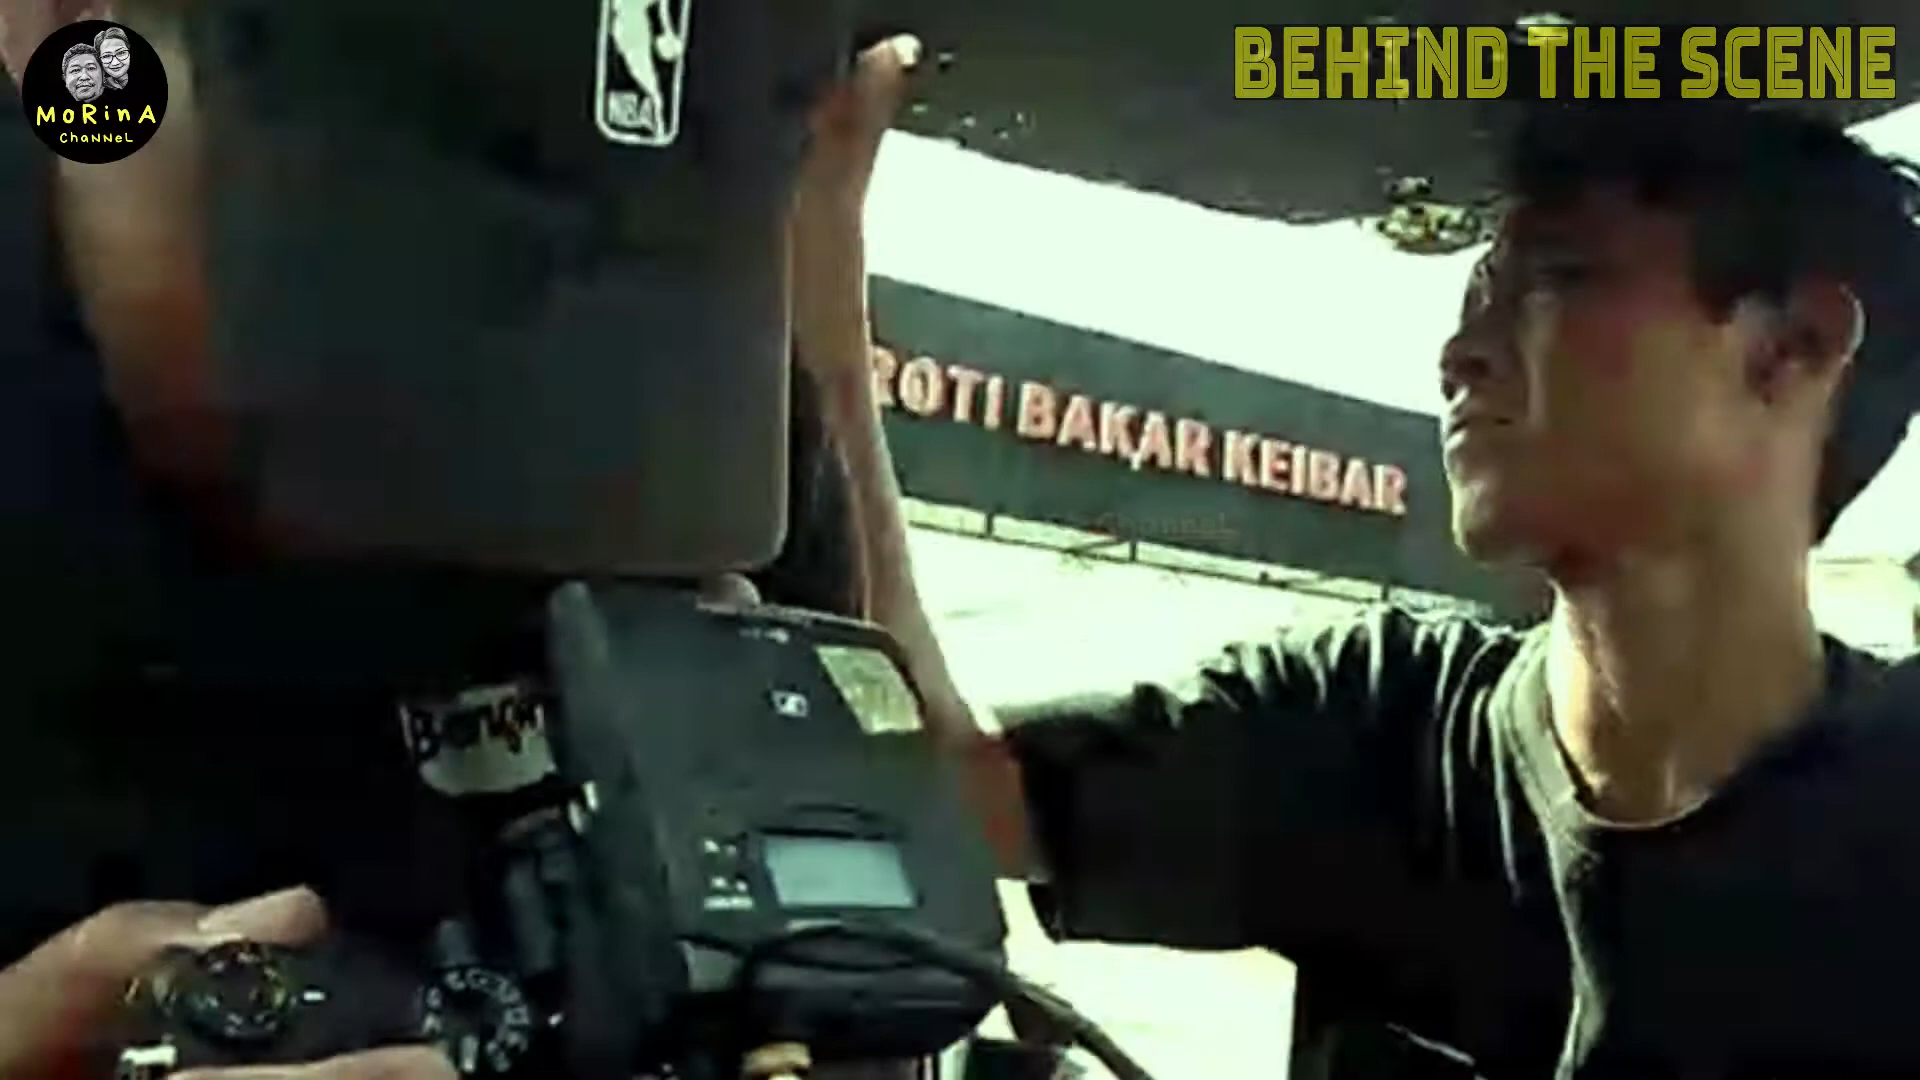 MoRinA
ChaNNeL
BEHIND THE SCENE
NBA
ROTI BAKAR KEIBAR